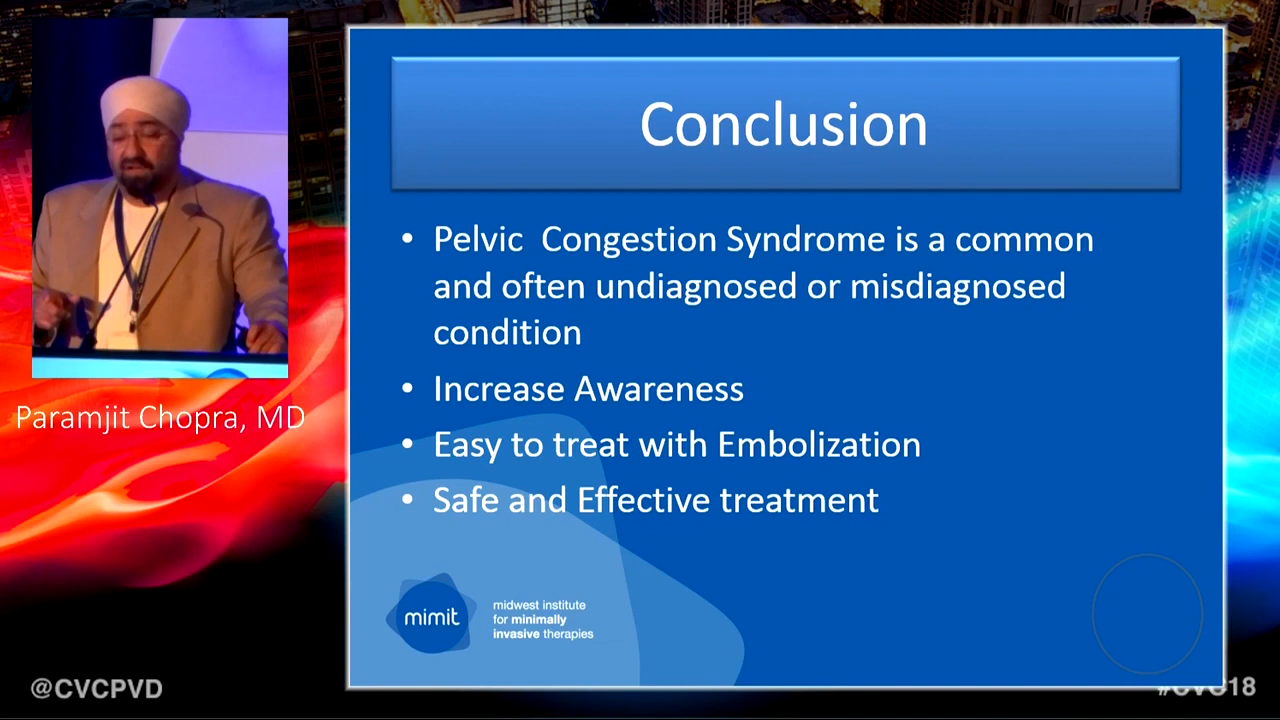 Conclusion
• Pelvic  Congestion Syndrome is a common
and often undiagnosed or misdiagnosed
condition
• Increase Awareness
• Easy to treat with Embolization
• Safe and Effective treatment
mimit
midwest institute
for minimally
invasive therapies
Paramjit Chopra, MD
@CVCPVD
#CVC18